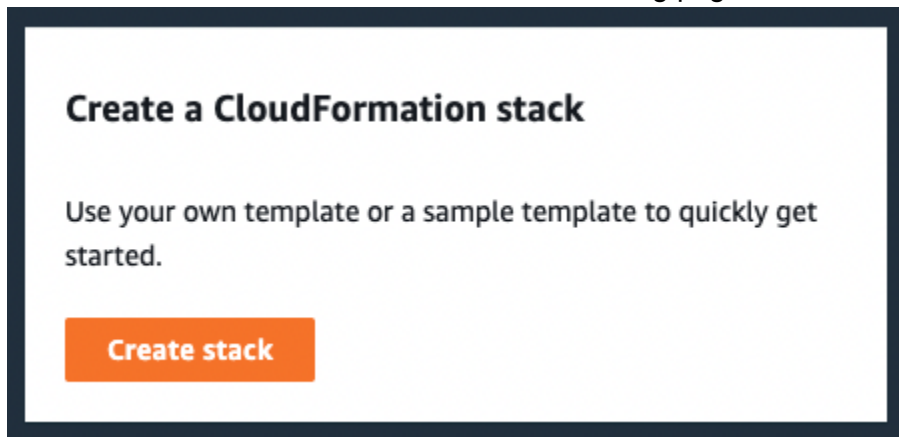 Create a CloudFormation stack
Use your own template or a sample template to quickly get
started.
Create stack